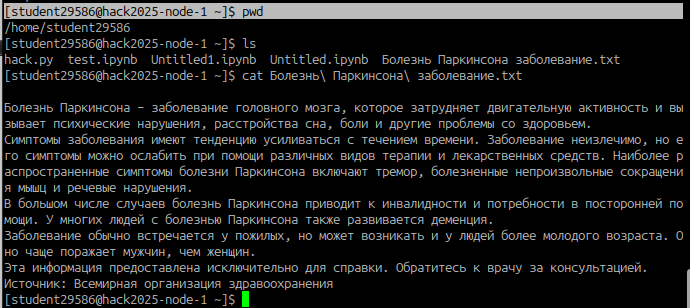 [student29586@hack2025-node-1 ~]$ pwd
/home/student29586
[student29586@hack2025-node-1 ~]$ ls
hack.py  test.ipynb  Untitled1.ipynb  Untitled.ipynb  Болезнь Паркинсона заболевание.txt
[student29586@hack2025-node-1 ~]$ cat Болезнь\ Паркинсона\ заболевание.txt
Болезнь Паркинсона – заболевание головного мозга, которое затрудняет двигательную активность и вы
зывает психические нарушения, расстройства сна, боли и другие проблемы со здоровьем.
Симптомы заболевания имеют тенденцию усиливаться с течением времени. Заболевание неизлечимо, но е
го симптомы можно ослабить при помощи различных видов терапии и лекарственных средств. Наиболее р
аспространенные симптомы болезни Паркинсона включают тремор, болезненные непроизвольные сокращени
я мышц и речевые нарушения.
В большом числе случаев болезнь Паркинсона приводит к инвалидности и потребности в посторонней по
мощи. У многих людей с болезнью Паркинсона также развивается деменция.
Заболевание обычно встречается у пожилых, но может возникать и у людей более молодого возраста. О
но чаще поражает мужчин, чем женщин.
Эта информация предоставлена исключительно для справки. Обратитесь к врачу за консультацией.
Источник: Всемирная организация здравоохранения
[student29586@hack2025-node-1 ~]$